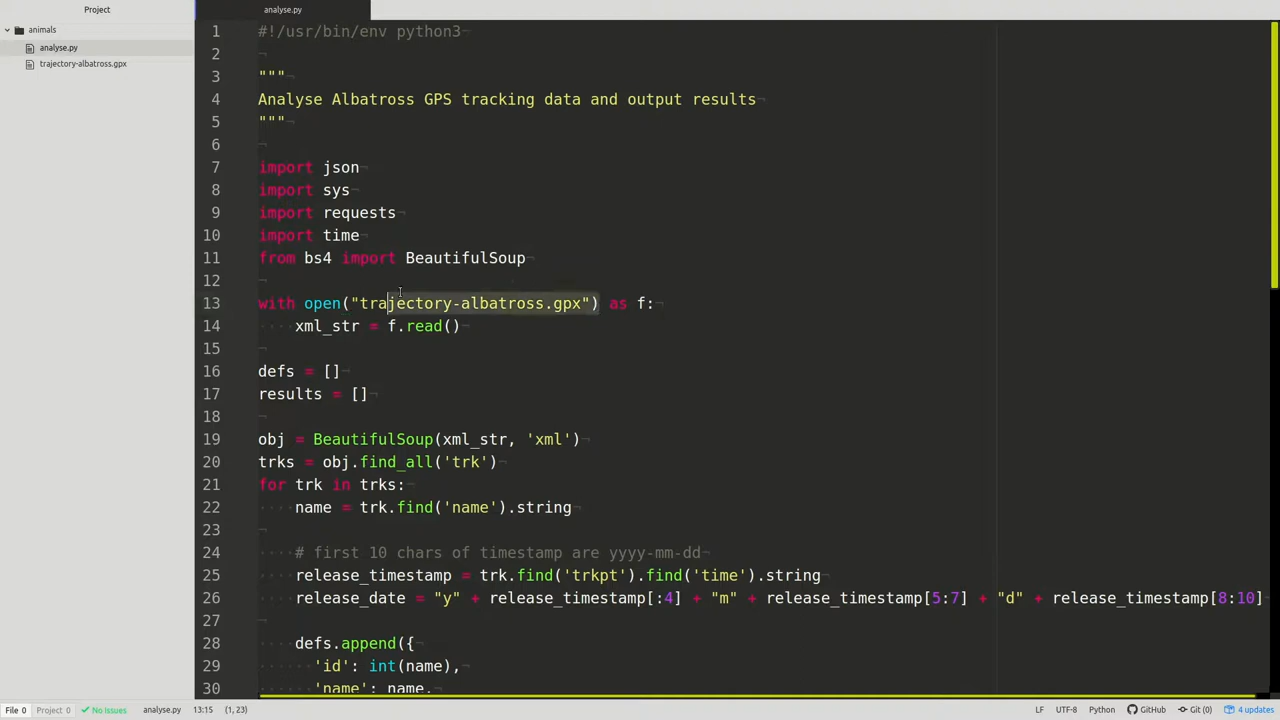 Project
analyse.py
animals
analyse.py
trajectory-albatross.gpx
1 #!/usr/bin/env python3
2
3 """
4 Analyse Albatross GPS tracking data and output results
5 """
6
7 import json
8 import sys
9 import requests
10 import time
11 from bs4 import BeautifulSoup
12
13 with open("trajectory-albatross.gpx") as f:
14 xml_str = f.read()
15
16 defs = []
17 results = []
18
19 obj = BeautifulSoup(xml_str, 'xml')
20 trks = obj.find_all('trk')
21 for trk in trks:
22 name = trk.find('name').string
23
24 # first 10 chars of timestamp are yyyy-mm-dd
25 release_timestamp = trk.find('trkpt').find('time').string
26 release_date = "y" + release_timestamp[:4] + "m" + release_timestamp[5:7] + "d" + release_timestamp[8:10]
27
28 defs.append({
29 'id': int(name),
30 'name': name,
File 0 Project 0 No Issues analyse.py 13:15 (1, 23) LF UTF-8 Python GitHub Git (0) 4 updates